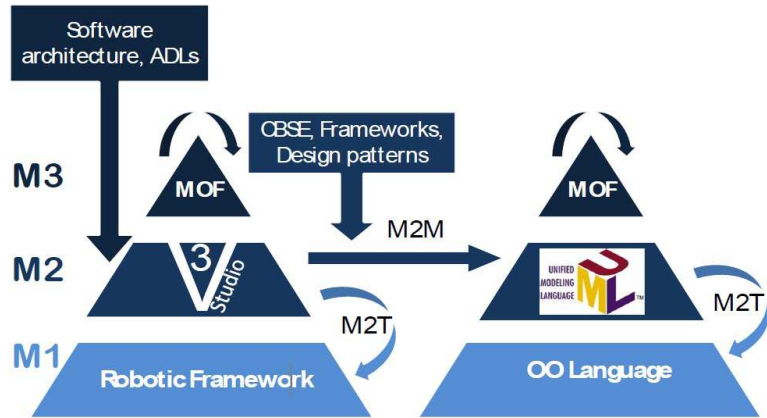 Software
architecture, ADLs
CBSE, Frameworks,
Design patterns
M3
MOF
MOF
M2M
M2
3
V
Studio
UNIFIED
MODELING
LANGUAGE
UML
TM
M2T
M2T
M1
Robotic Framework
OO Language